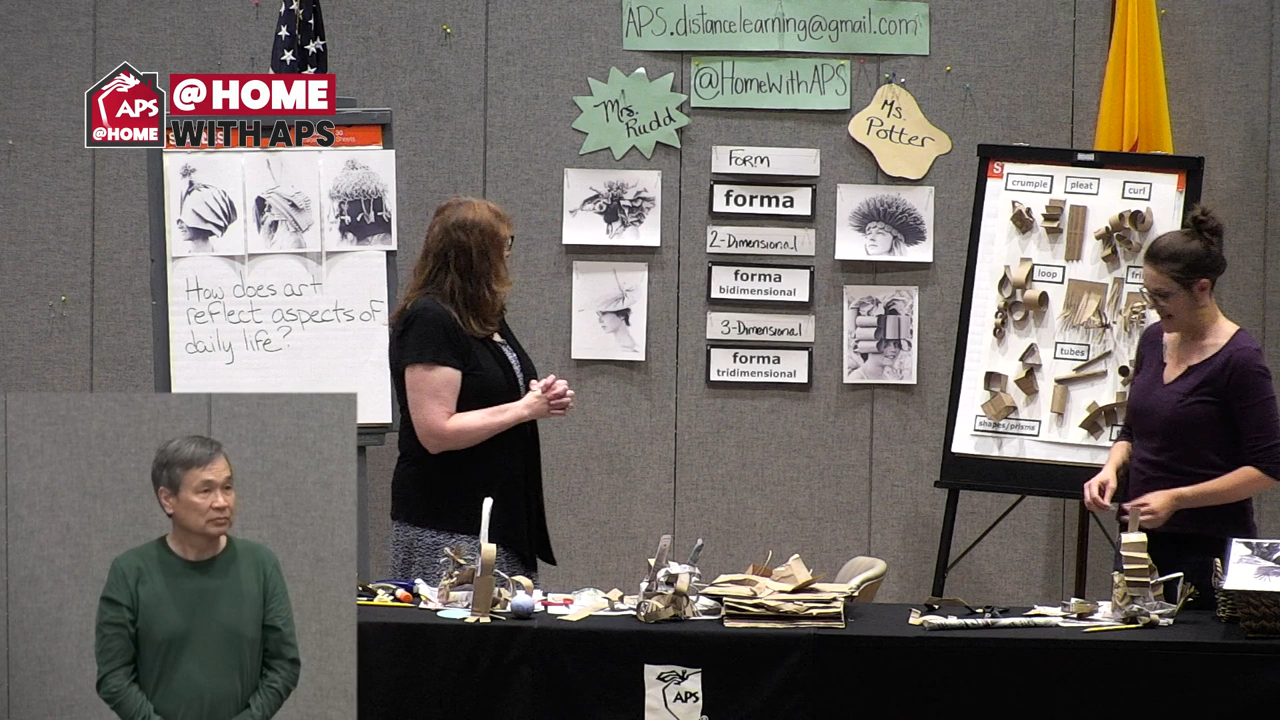 APS.distancelearning@gmail.com
@HomeWithAPS
Mrs.
Rudd
Ms.
Potter
APS
@HOME
@HOME
WITH APS
How does art
reflect aspects of
daily life?
Form
forma
2-Dimensional
forma
bidimensional
3-Dimensional
forma
tridimensional
crumple
pleat
curl
loop
tubes
shapes/prisms
APS